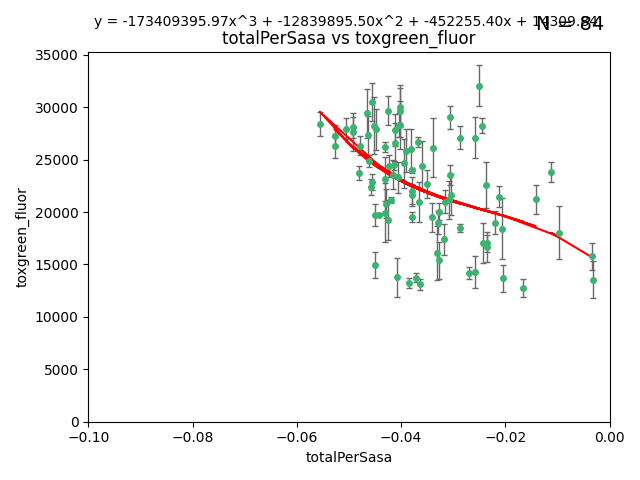 y = -173409395.97x^3 + -12839895.50x^2 + -452255.40x +
N = 84
totalPerSasa vs toxgreen_fluor
35000
30000
25000
20000
15000
10000
5000
0
toxgreen_fluor
−0.10 −0.08 −0.06 −0.04 −0.02 0.00
totalPerSasa